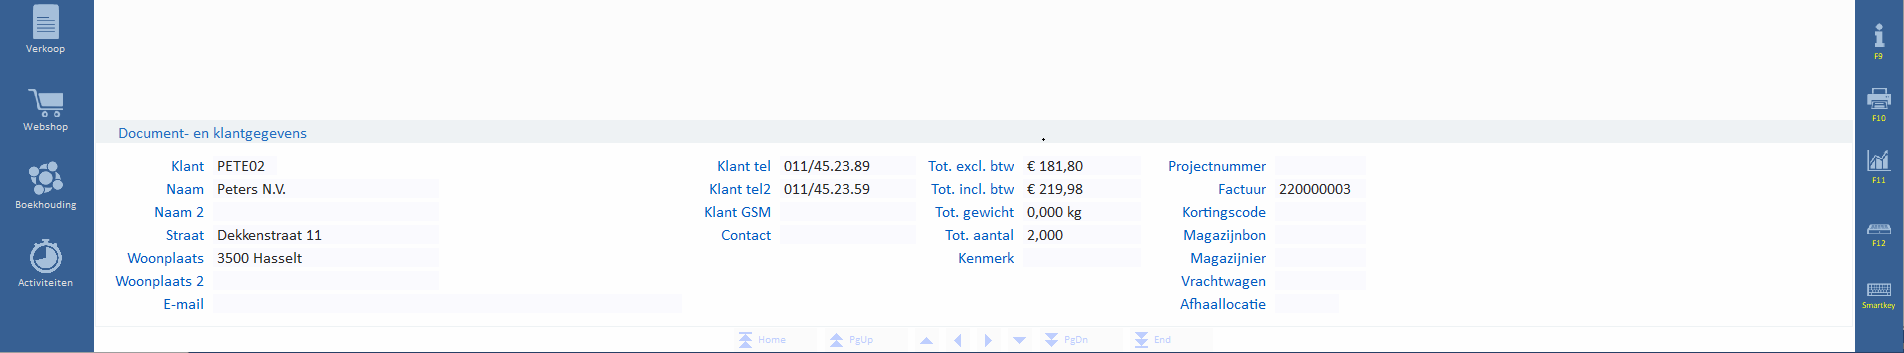 Verkoop
Webshop
Boekhouding
Activiteiten
Document- en klantgegevens
Klant PETE02
Naam Peters N.V.
Naam 2
Straat Dekkenstraat 11
Woonplaats 3500 Hasselt
Woonplaats 2
E-mail
Klant tel 011/45.23.89
Klant tel2 011/45.23.59
Klant GSM
Contact
Tot. excl. btw € 181,80
Tot. incl. btw € 219,98
Tot. gewicht 0,000 kg
Tot. aantal 2,000
Kenmerk
Projectnummer
Factuur 220000003
Kortingscode
Magazijnbon
Magazijnier
Vrachtwagen
Afhaallocatie
Home PgUp PgDn End
F9
F10
F11
F12
Smartkey